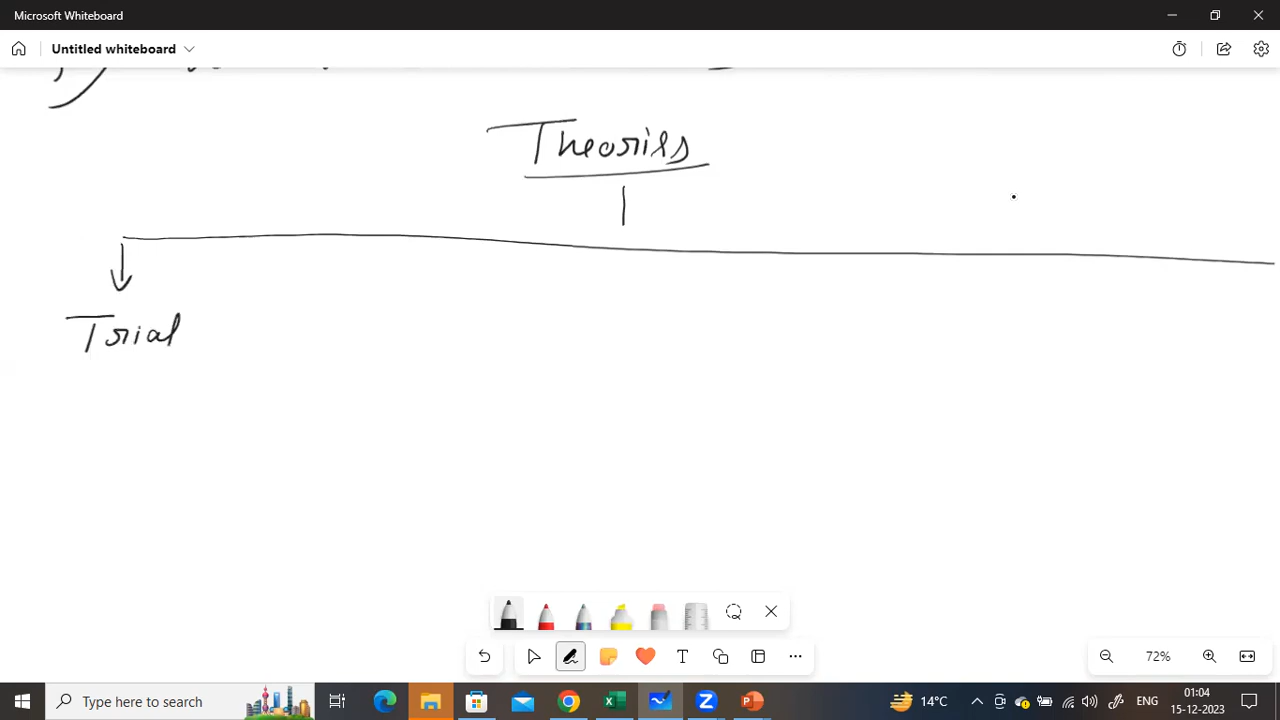 Microsoft Whiteboard
Untitled whiteboard
Theories
Trial
72%
Type here to search
14°C
ENG
01:04
15-12-2023